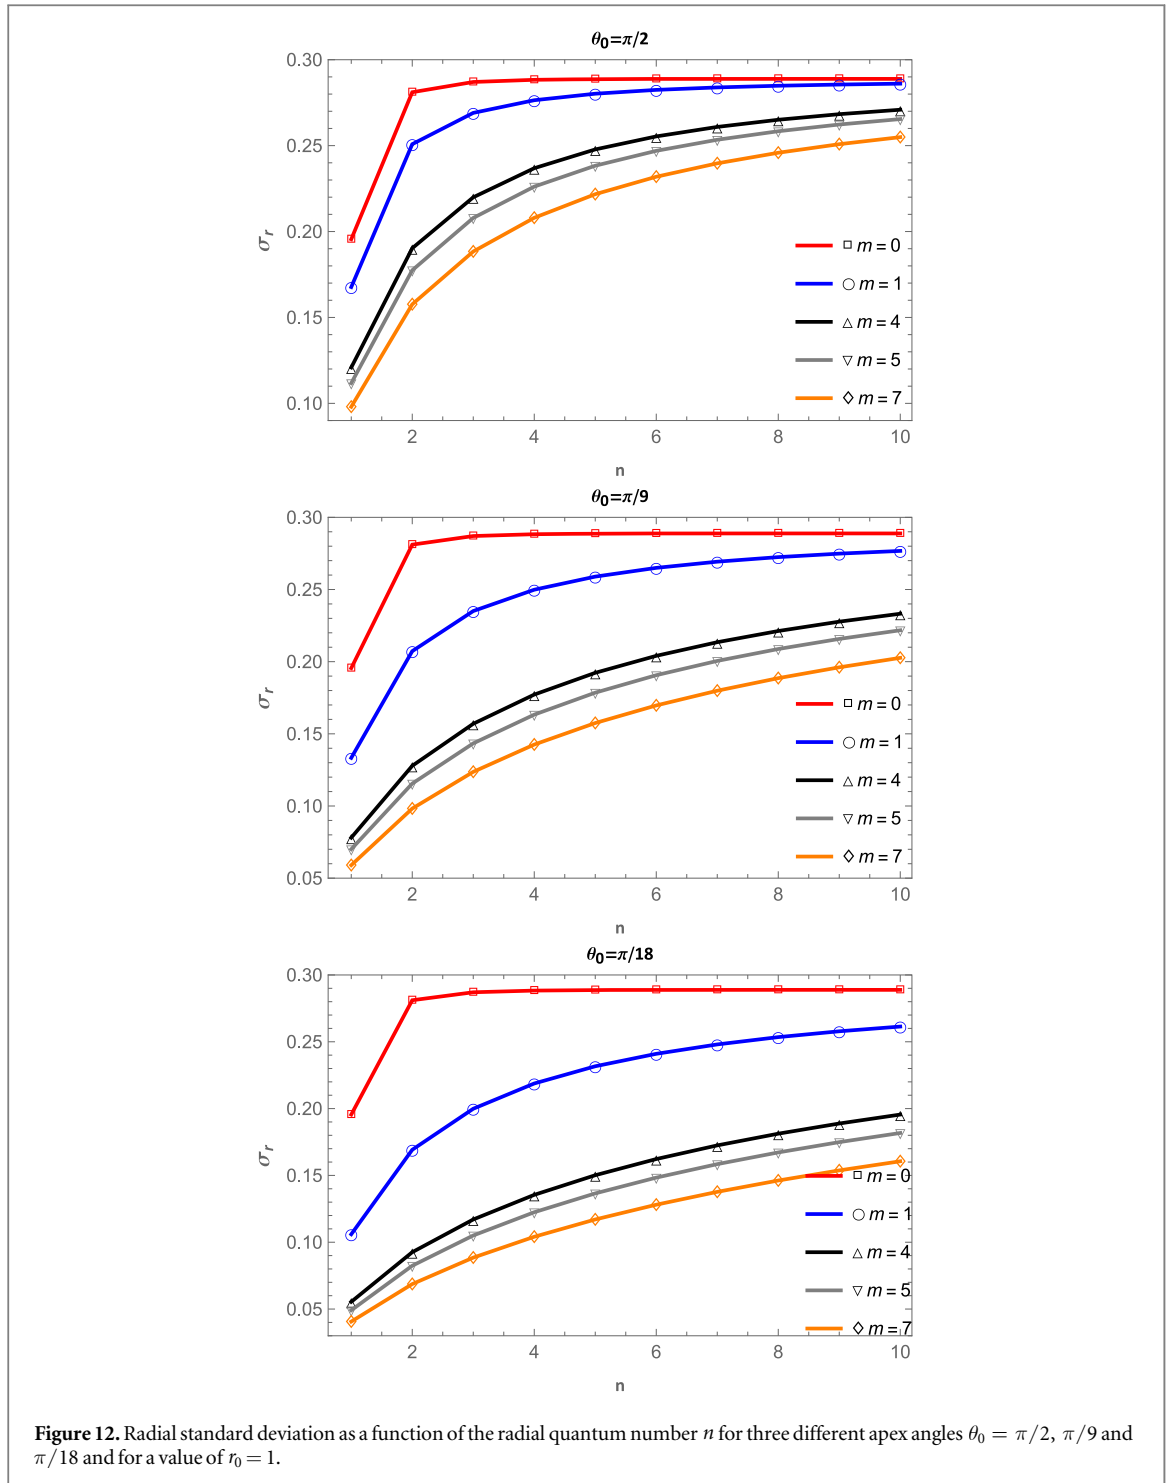 θ₀=π/2
0.30
0.25
0.20
0.15
0.10
σᵣ
m = 0
m = 1
m = 4
m = 5
m = 7
2 4 6 8 10
n
θ₀=π/9
0.30
0.25
0.20
0.15
0.10
0.05
σᵣ
m = 0
m = 1
m = 4
m = 5
m = 7
2 4 6 8 10
n
θ₀=π/18
0.30
0.25
0.20
0.15
0.10
0.05
σᵣ
m = 0
m = 1
m = 4
m = 5
m = 7
2 4 6 8 10
n
Figure 12. Radial standard deviation as a function of the radial quantum number n for three different apex angles θ₀ = π/2, π/9 and
π/18 and for a value of r₀ = 1.